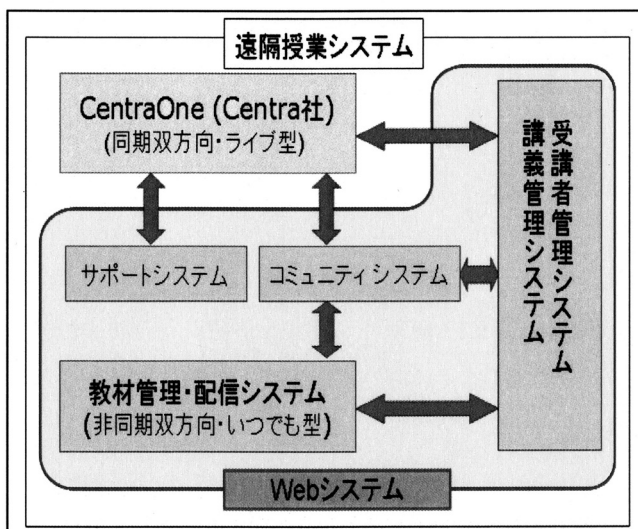 遠隔授業システム
CentraOne (Centra社)
(同期双方向・ライブ型)
受講者管理システム
講義管理システム
サポートシステム
コミュニティシステム
教材管理・配信システム
(非同期双方向・いつでも型)
Webシステム